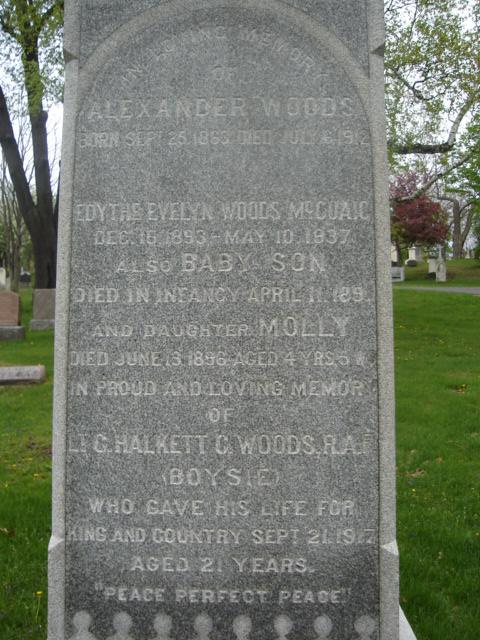 IN LOVING MEMORY
OF
ALEXANDER WOODS
BORN SEPT. 25. 1863 DIED JULY 6. 1912
EDYTHE EVELYN WOODS McCUAIG
DEC. 15. 1893 - MAY 10. 1937
ALSO BABY SON
DIED IN INFANCY APRIL 11. 189
AND DAUGHTER MOLLY
DIED JUNE 13. 1898 AGED 4 YRS
IN PROUD AND LOVING MEMORY
OF
LT G. HALKETT C. WOODS. R.A.F
(BOYSIE)
WHO GAVE HIS LIFE FOR
KING AND COUNTRY SEPT 21. 1917
AGED 21 YEARS.
"PEACE PERFECT PEACE"